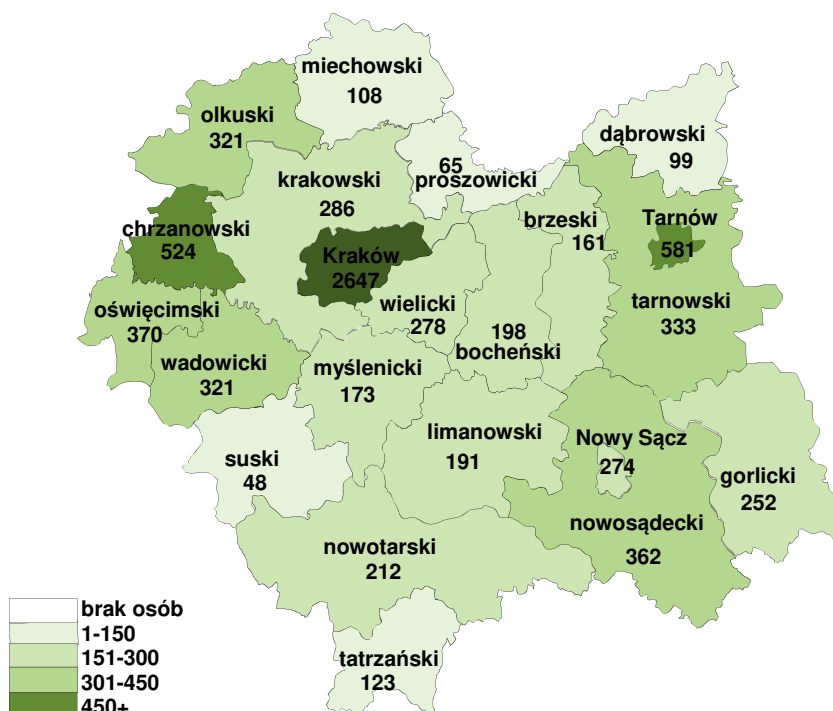 miechowski
108
olkuski
321
dąbrowski
99
65
proszowicki
krakowski
286
brzeski
161
Tarnów
581
chrzanowski
524
Kraków
2647
wielicki
278
tarnowski
333
oświęcimski
370
198
bocheński
wadowicki
321
myślenicki
173
limanowski
191
Nowy Sącz
274
suski
48
gorlicki
252
nowosądecki
362
nowotarski
212
tatrzański
123
brak osób
1-150
151-300
301-450
450+